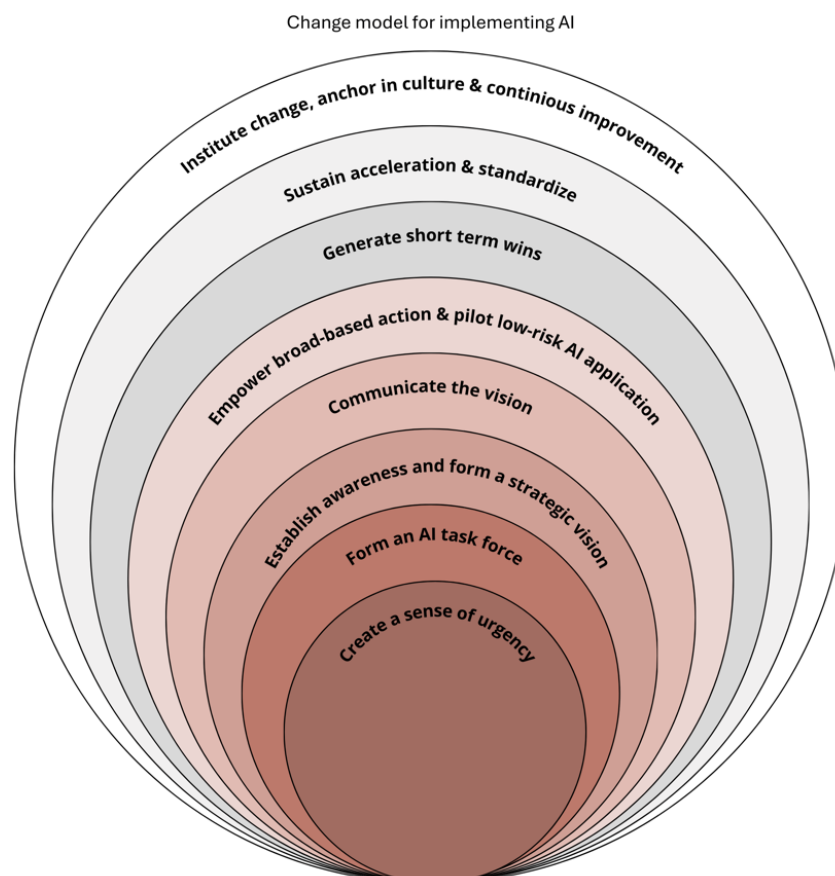 Change model for implementing AI
Institute change, anchor in culture & continious improvement
Sustain acceleration & standardize
Generate short term wins
Empower broad-based action & pilot low-risk AI application
Communicate the vision
Establish awareness and form a strategic vision
Form an AI task force
Create a sense of urgency